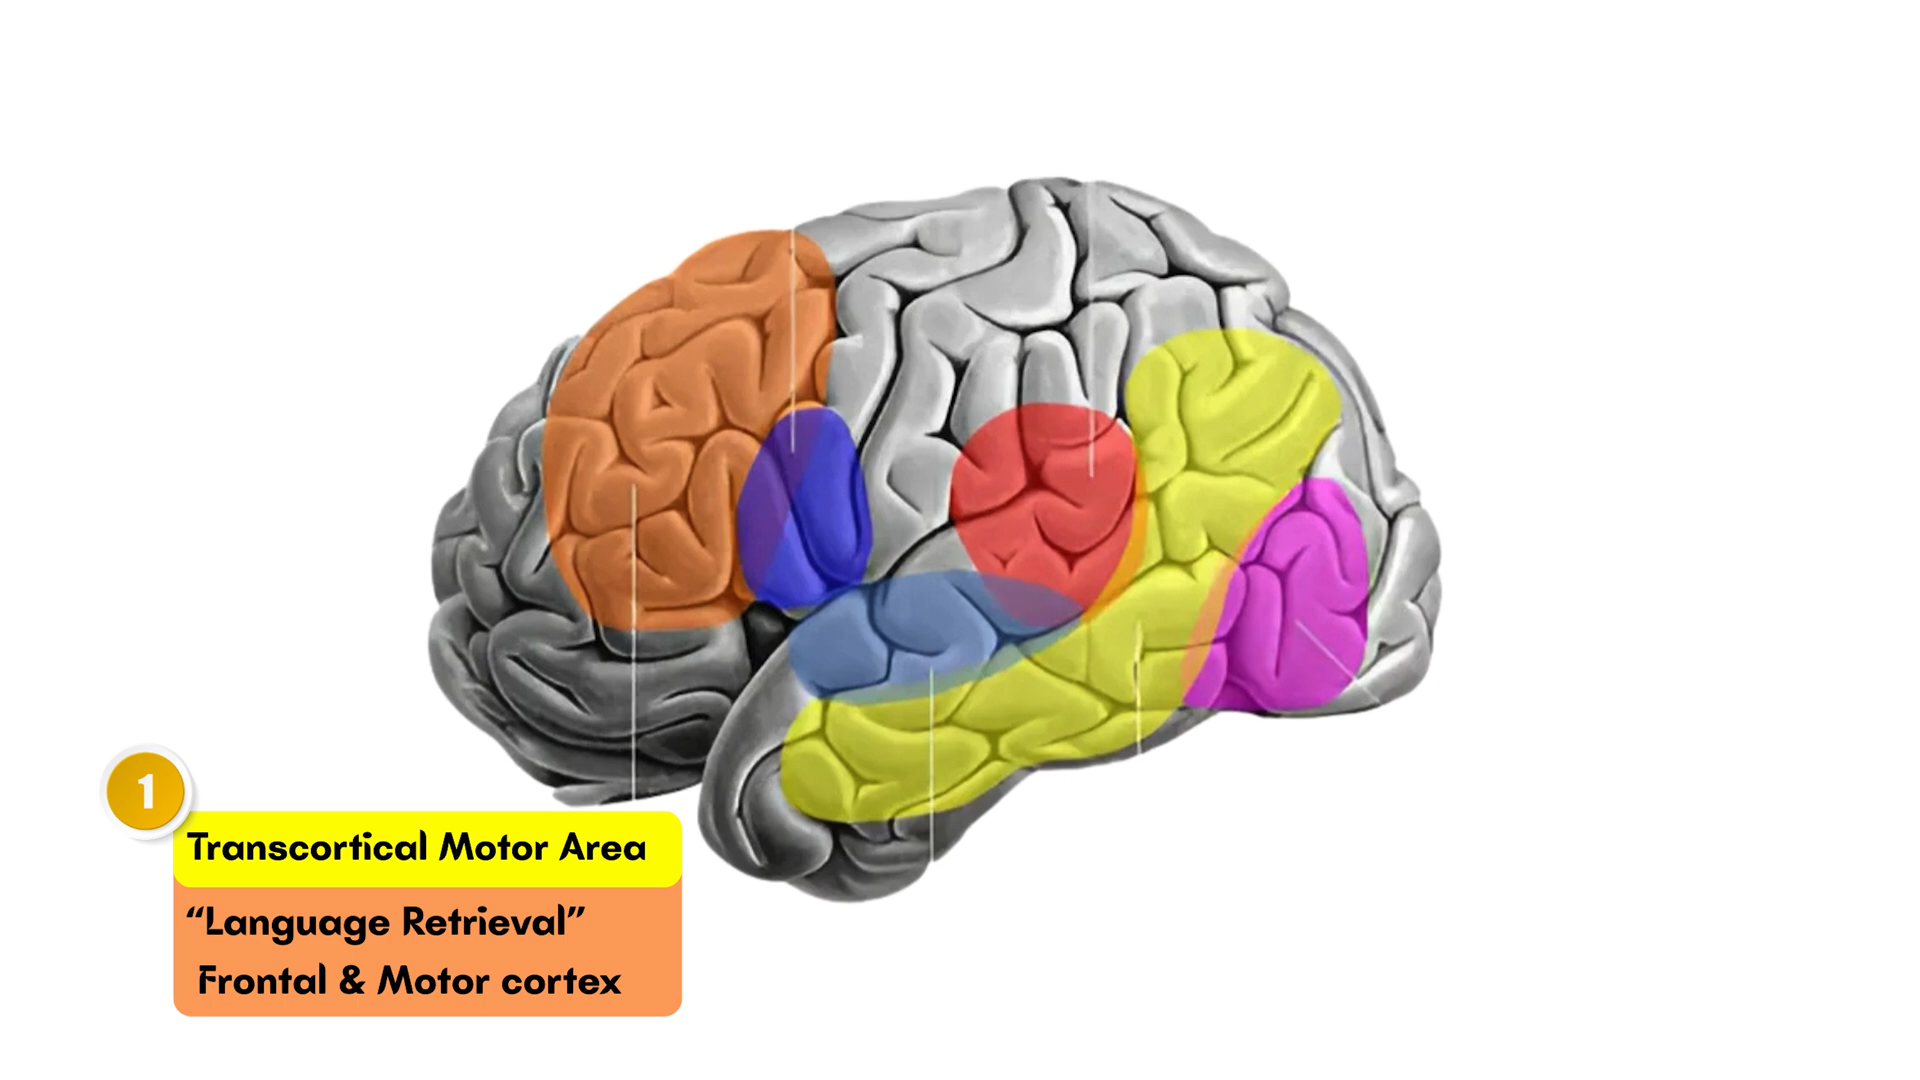 1
Transcortical Motor Area
“Language Retrieval”
Frontal & Motor cortex